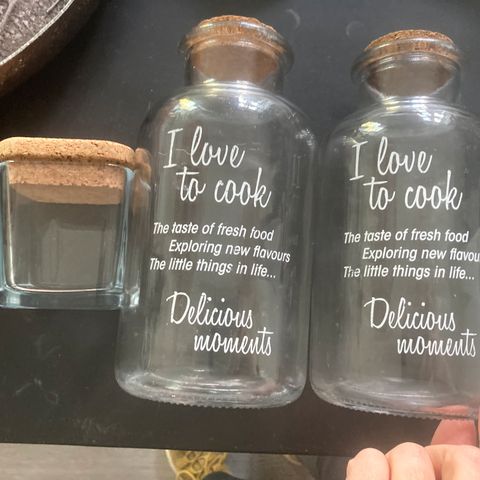 I love
to cook
The taste of fresh food
Exploring new flavours
The little things in life...
Delicious
moments
I love
to cook
The taste of fresh food
Exploring new flavou
The little things in life...
Delicious
moments